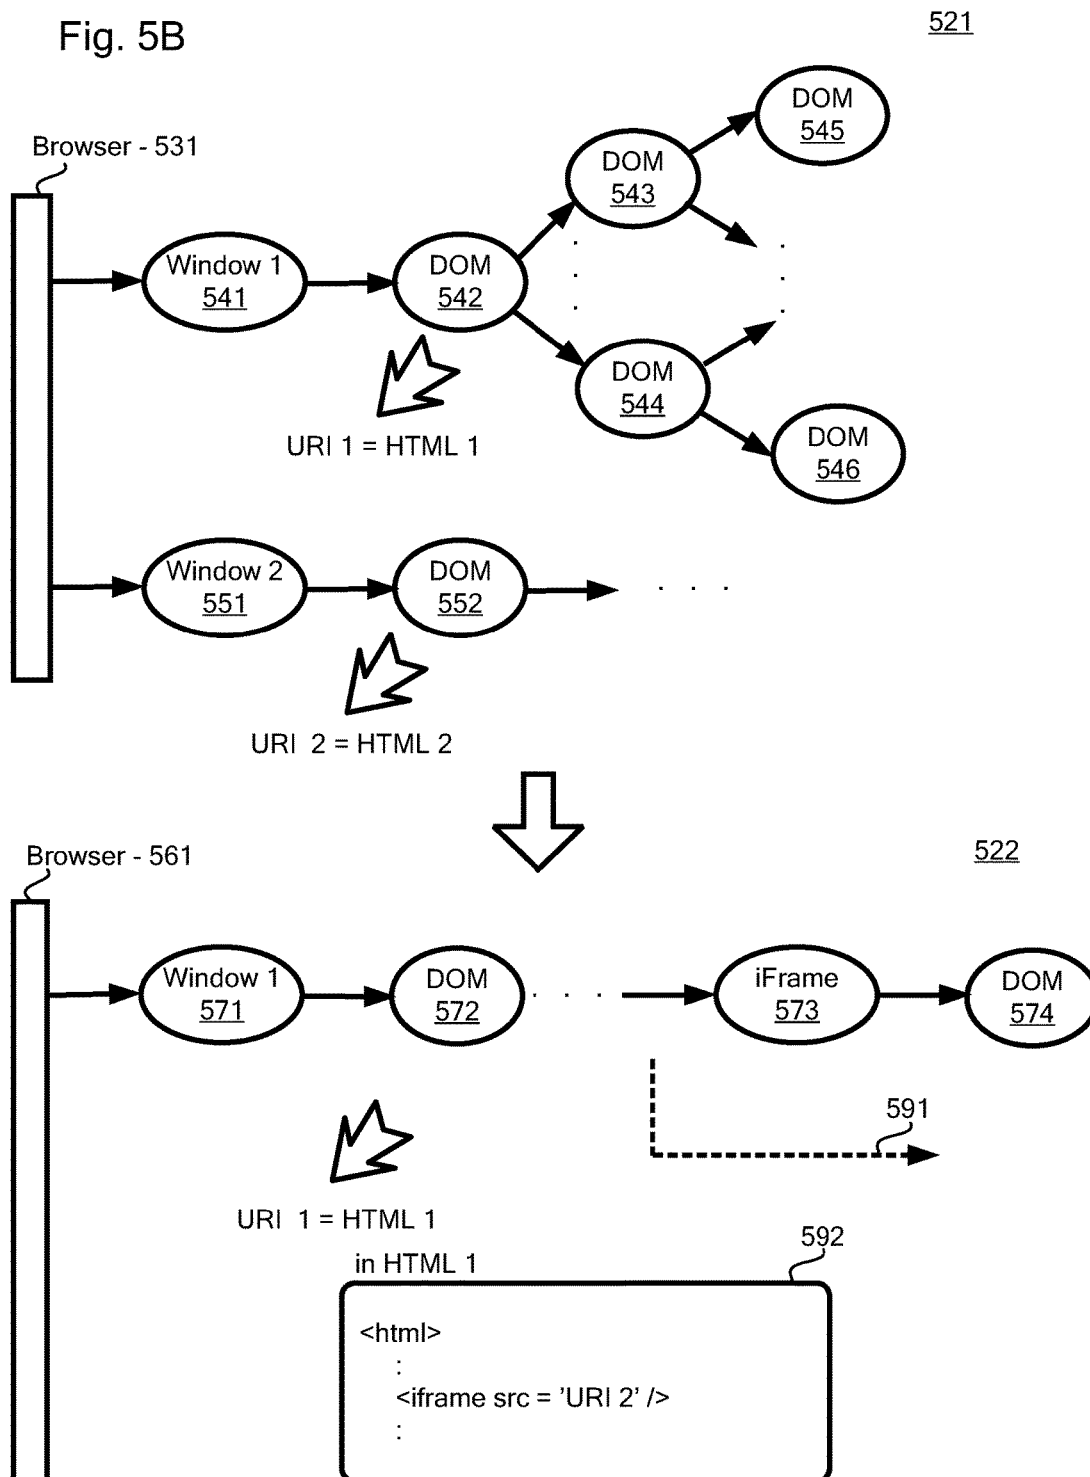 Fig. 5B
521
Browser - 531
DOM
545
DOM
543
Window 1
541
DOM
542
DOM
544
URI 1 = HTML 1
DOM
546
Window 2
551
DOM
552
. . .
URI 2 = HTML 2
Browser - 561
522
Window 1
571
DOM
572
. . .
iFrame
573
DOM
574
591
URI 1 = HTML 1
592
in HTML 1
<html>
:
<iframe src = ’URI 2’ />
: